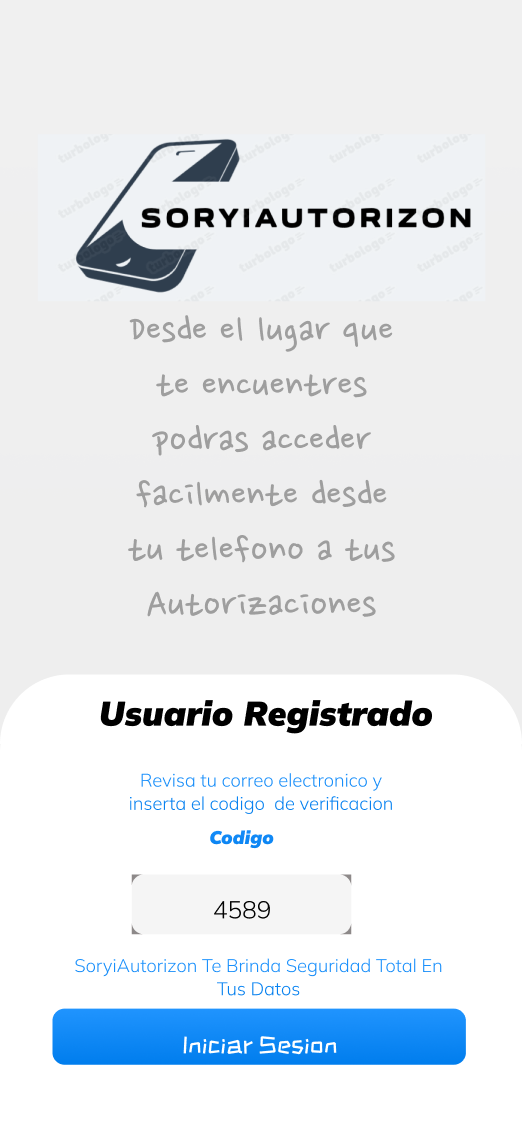 SORYIAUTORIZON
Desde el lugar que
te encuentres
podras acceder
facilmente desde
tu telefono a tus
Autorizaciones
Usuario Registrado
Revisa tu correo electronico y
inserta el codigo de verificacion
Codigo
4589
SoryiAutorizon Te Brinda Seguridad Total En
Tus Datos
Iniciar Sesion